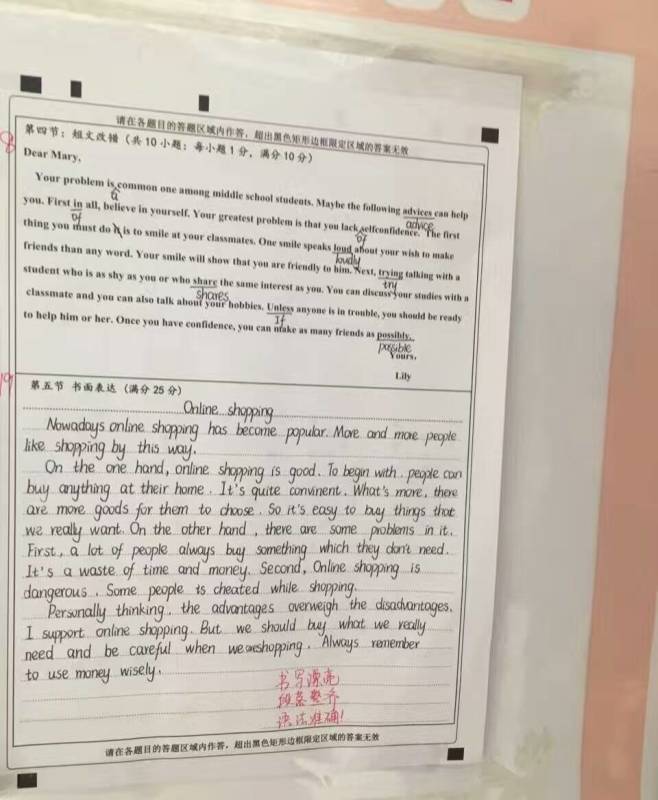 请在各题目的答题区域内作答，超出黑色矩形边框限定区域的答案无效
8
第四节：短文改错（共10小题；每小题1分，满分10分）
Dear Mary,
Your problem is common one among middle school students. Maybe the following advices can help
a
advice
you. First in all, believe in yourself. Your greatest problem is that you lack selfconfidence. The first
of
of
thing you must do it is to smile at your classmates. One smile speaks loud about your wish to make
loudly
friends than any word. Your smile will show that you are friendly to him. Next, trying talking with a
try
student who is as shy as you or who share the same interest as you. You can discuss your studies with a
shares
classmate and you can also talk about your hobbies. Unless anyone is in trouble, you should be ready
If
to help him or her. Once you have confidence, you can make as many friends as possibly.
possible
Yours,
Lily
19
第五节 书面表达（满分25分）
Online shopping
Nowadays online shopping has become popular. More and more people
like shopping by this way.
On the one hand, online shopping is good. To begin with, people can
buy anything at their home. It's quite convinent. What's more, there
are more goods for them to choose. So it's easy to buy things that
we really want. On the other hand, there are some problems in it.
First, a lot of people always buy something which they don't need.
It's a waste of time and money. Second, Online shopping is
dangerous. Some people is cheated while shopping.
Personally thinking, the advantages overweigh the disadvantages.
I support online shopping. But we should buy what we really
need and be careful when we are shopping. Always remember
to use money wisely.
书写漂亮
段落整齐
语法准确!
请在各题目的答题区域内作答，超出黑色矩形边框限定区域的答案无效